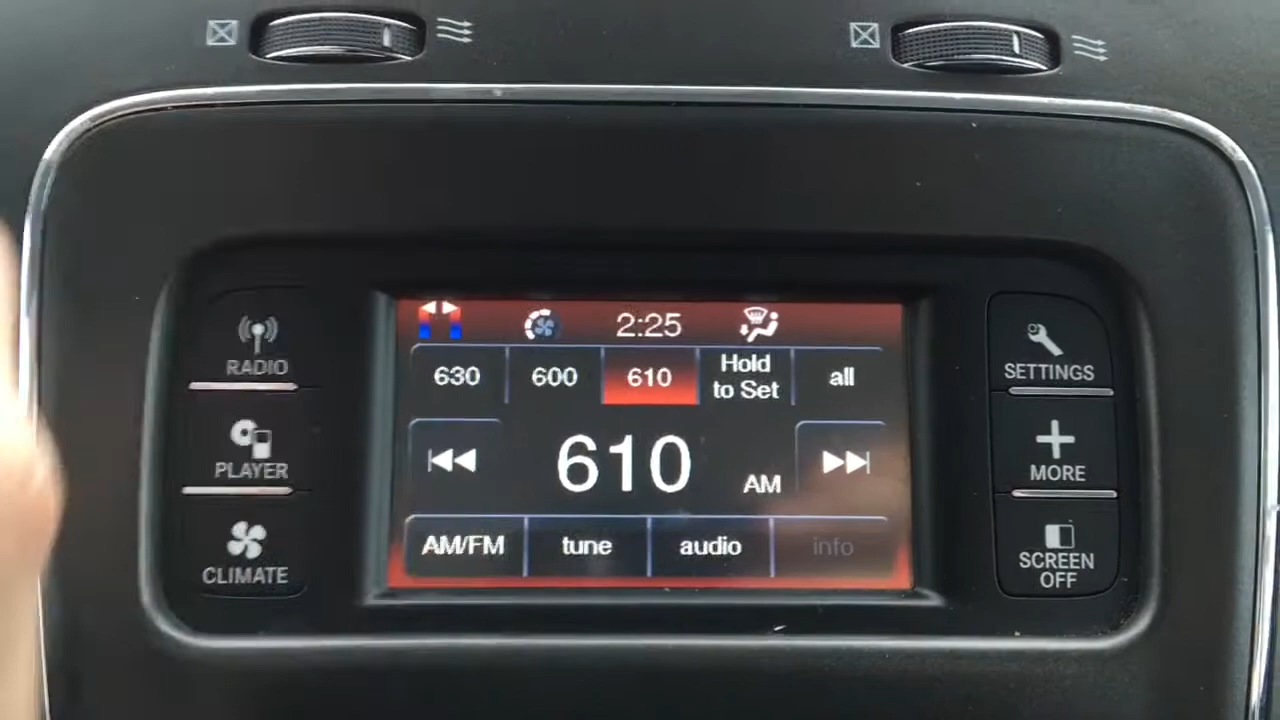 2:25
630 600 610 Hold to Set all
610 AM
AM/FM tune audio info
RADIO
PLAYER
CLIMATE
SETTINGS
MORE
SCREEN
OFF